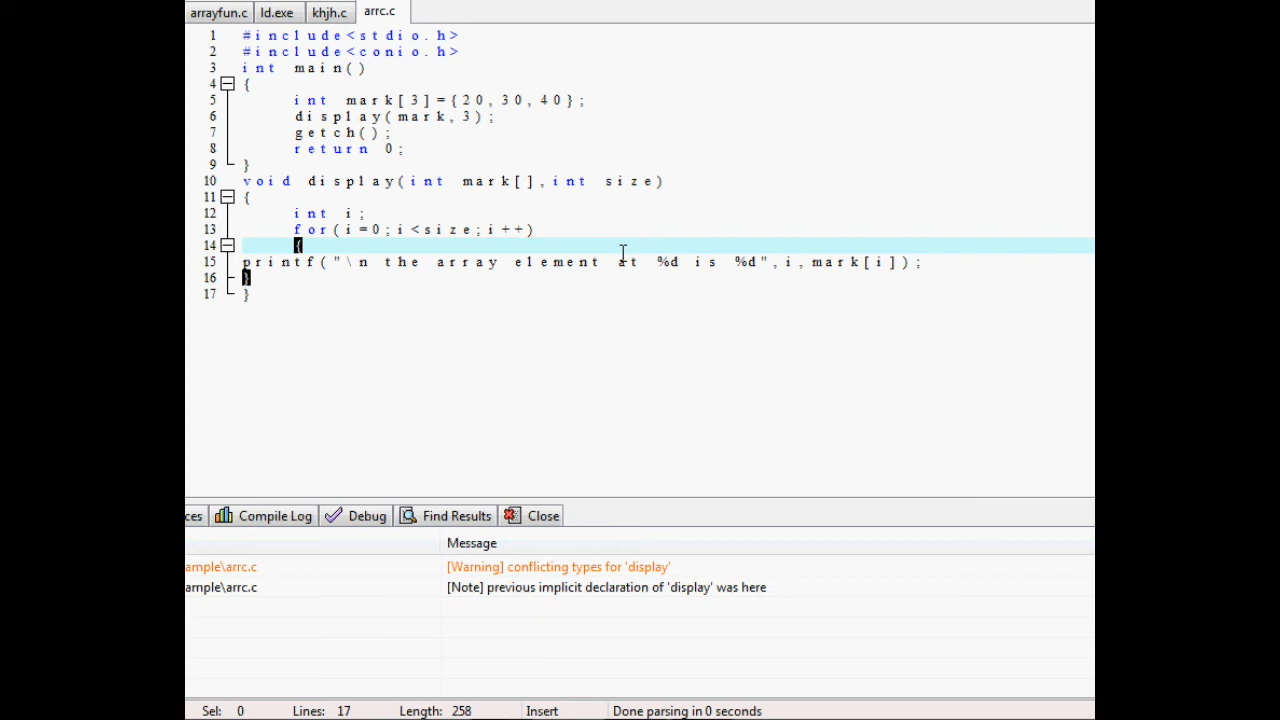 arrayfun.c ld.exe khjh.c arrc.c
1 #include<stdio.h>
2 #include<conio.h>
3 int main()
4 {
5 int mark[3]={20,30,40};
6 display(mark,3);
7 getch();
8 return 0;
9 }
10 void display(int mark[],int size)
11 {
12 int i;
13 for(i=0;i<size;i++)
14 {
15 printf("\n the array element at %d is %d",i,mark[i]);
16 }
17 }
ces Compile Log Debug Find Results Close
Message
ample\arrc.c [Warning] conflicting types for 'display'
ample\arrc.c [Note] previous implicit declaration of 'display' was here
Sel: 0 Lines: 17 Length: 258 Insert Done parsing in 0 seconds